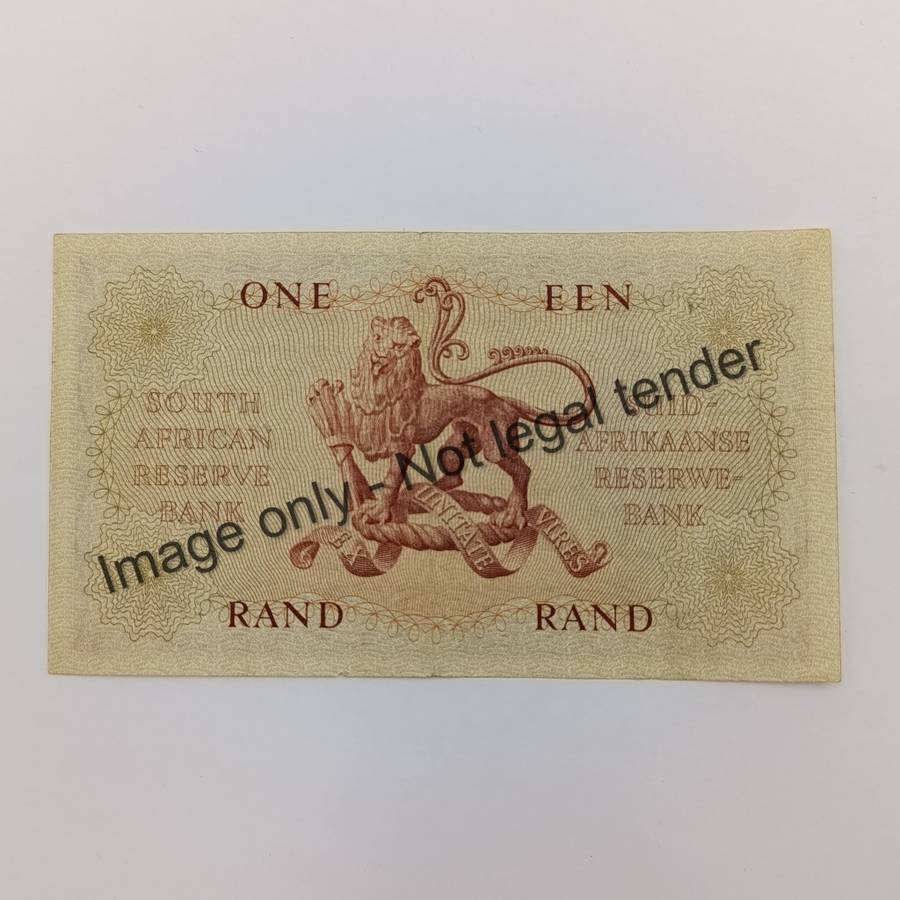 ONE EEN
SOUTH
AFRICAN
RESERVE
BANK
SUID-
AFRIKAANSE
RESERWE-
BANK
EX UNITATE VIRES
RAND RAND
Image only - Not legal tender